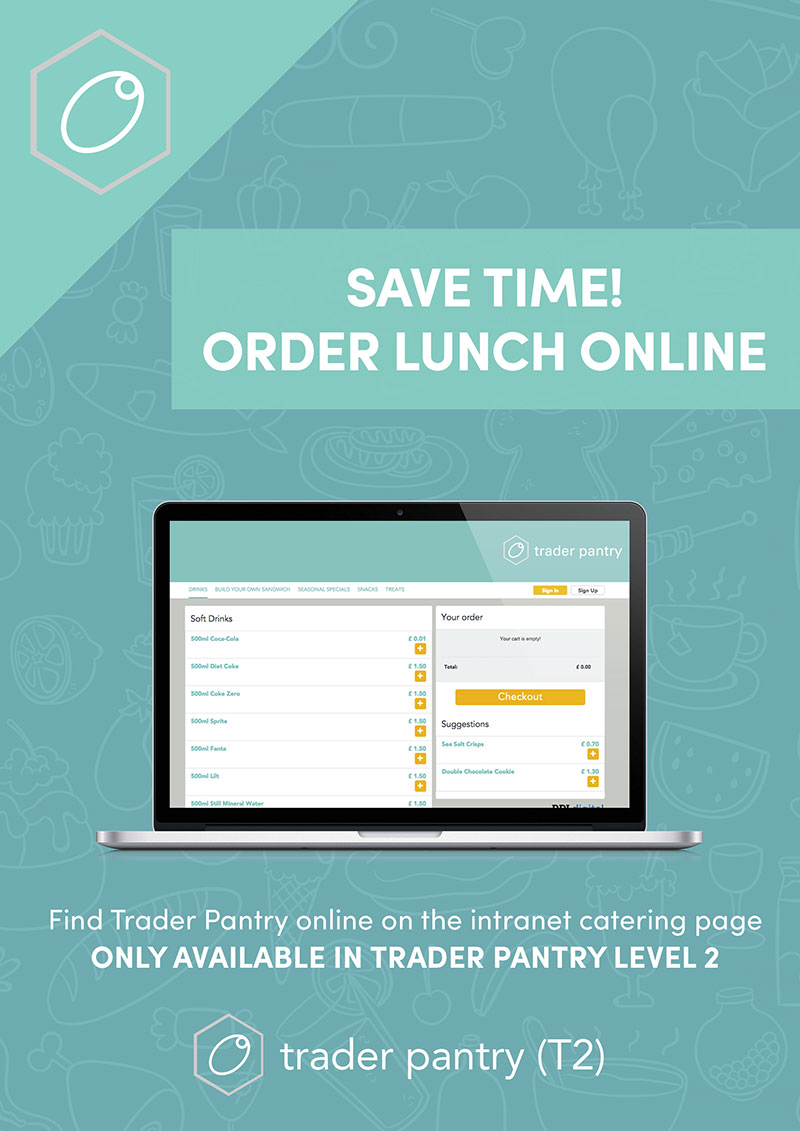 SAVE TIME!
ORDER LUNCH ONLINE
trader pantry
DRINKS BUILD YOUR OWN SANDWICH SEASONAL SPECIALS SNACKS TREATS Sign In Sign Up
Soft Drinks
500ml Coca-Cola £ 0.01
500ml Diet Coke £ 1.50
500ml Coke Zero £ 1.50
500ml Sprite £ 1.50
500ml Fanta £ 1.50
500ml Lilt £ 1.50
500ml Still Mineral Water £ 1.50
Your order
Your cart is empty!
Total: £ 0.00
Checkout
Suggestions
Sea Salt Crisps £ 0.70
Double Chocolate Cookie £ 1.30
Find Trader Pantry online on the intranet catering page
ONLY AVAILABLE IN TRADER PANTRY LEVEL 2
trader pantry (T2)